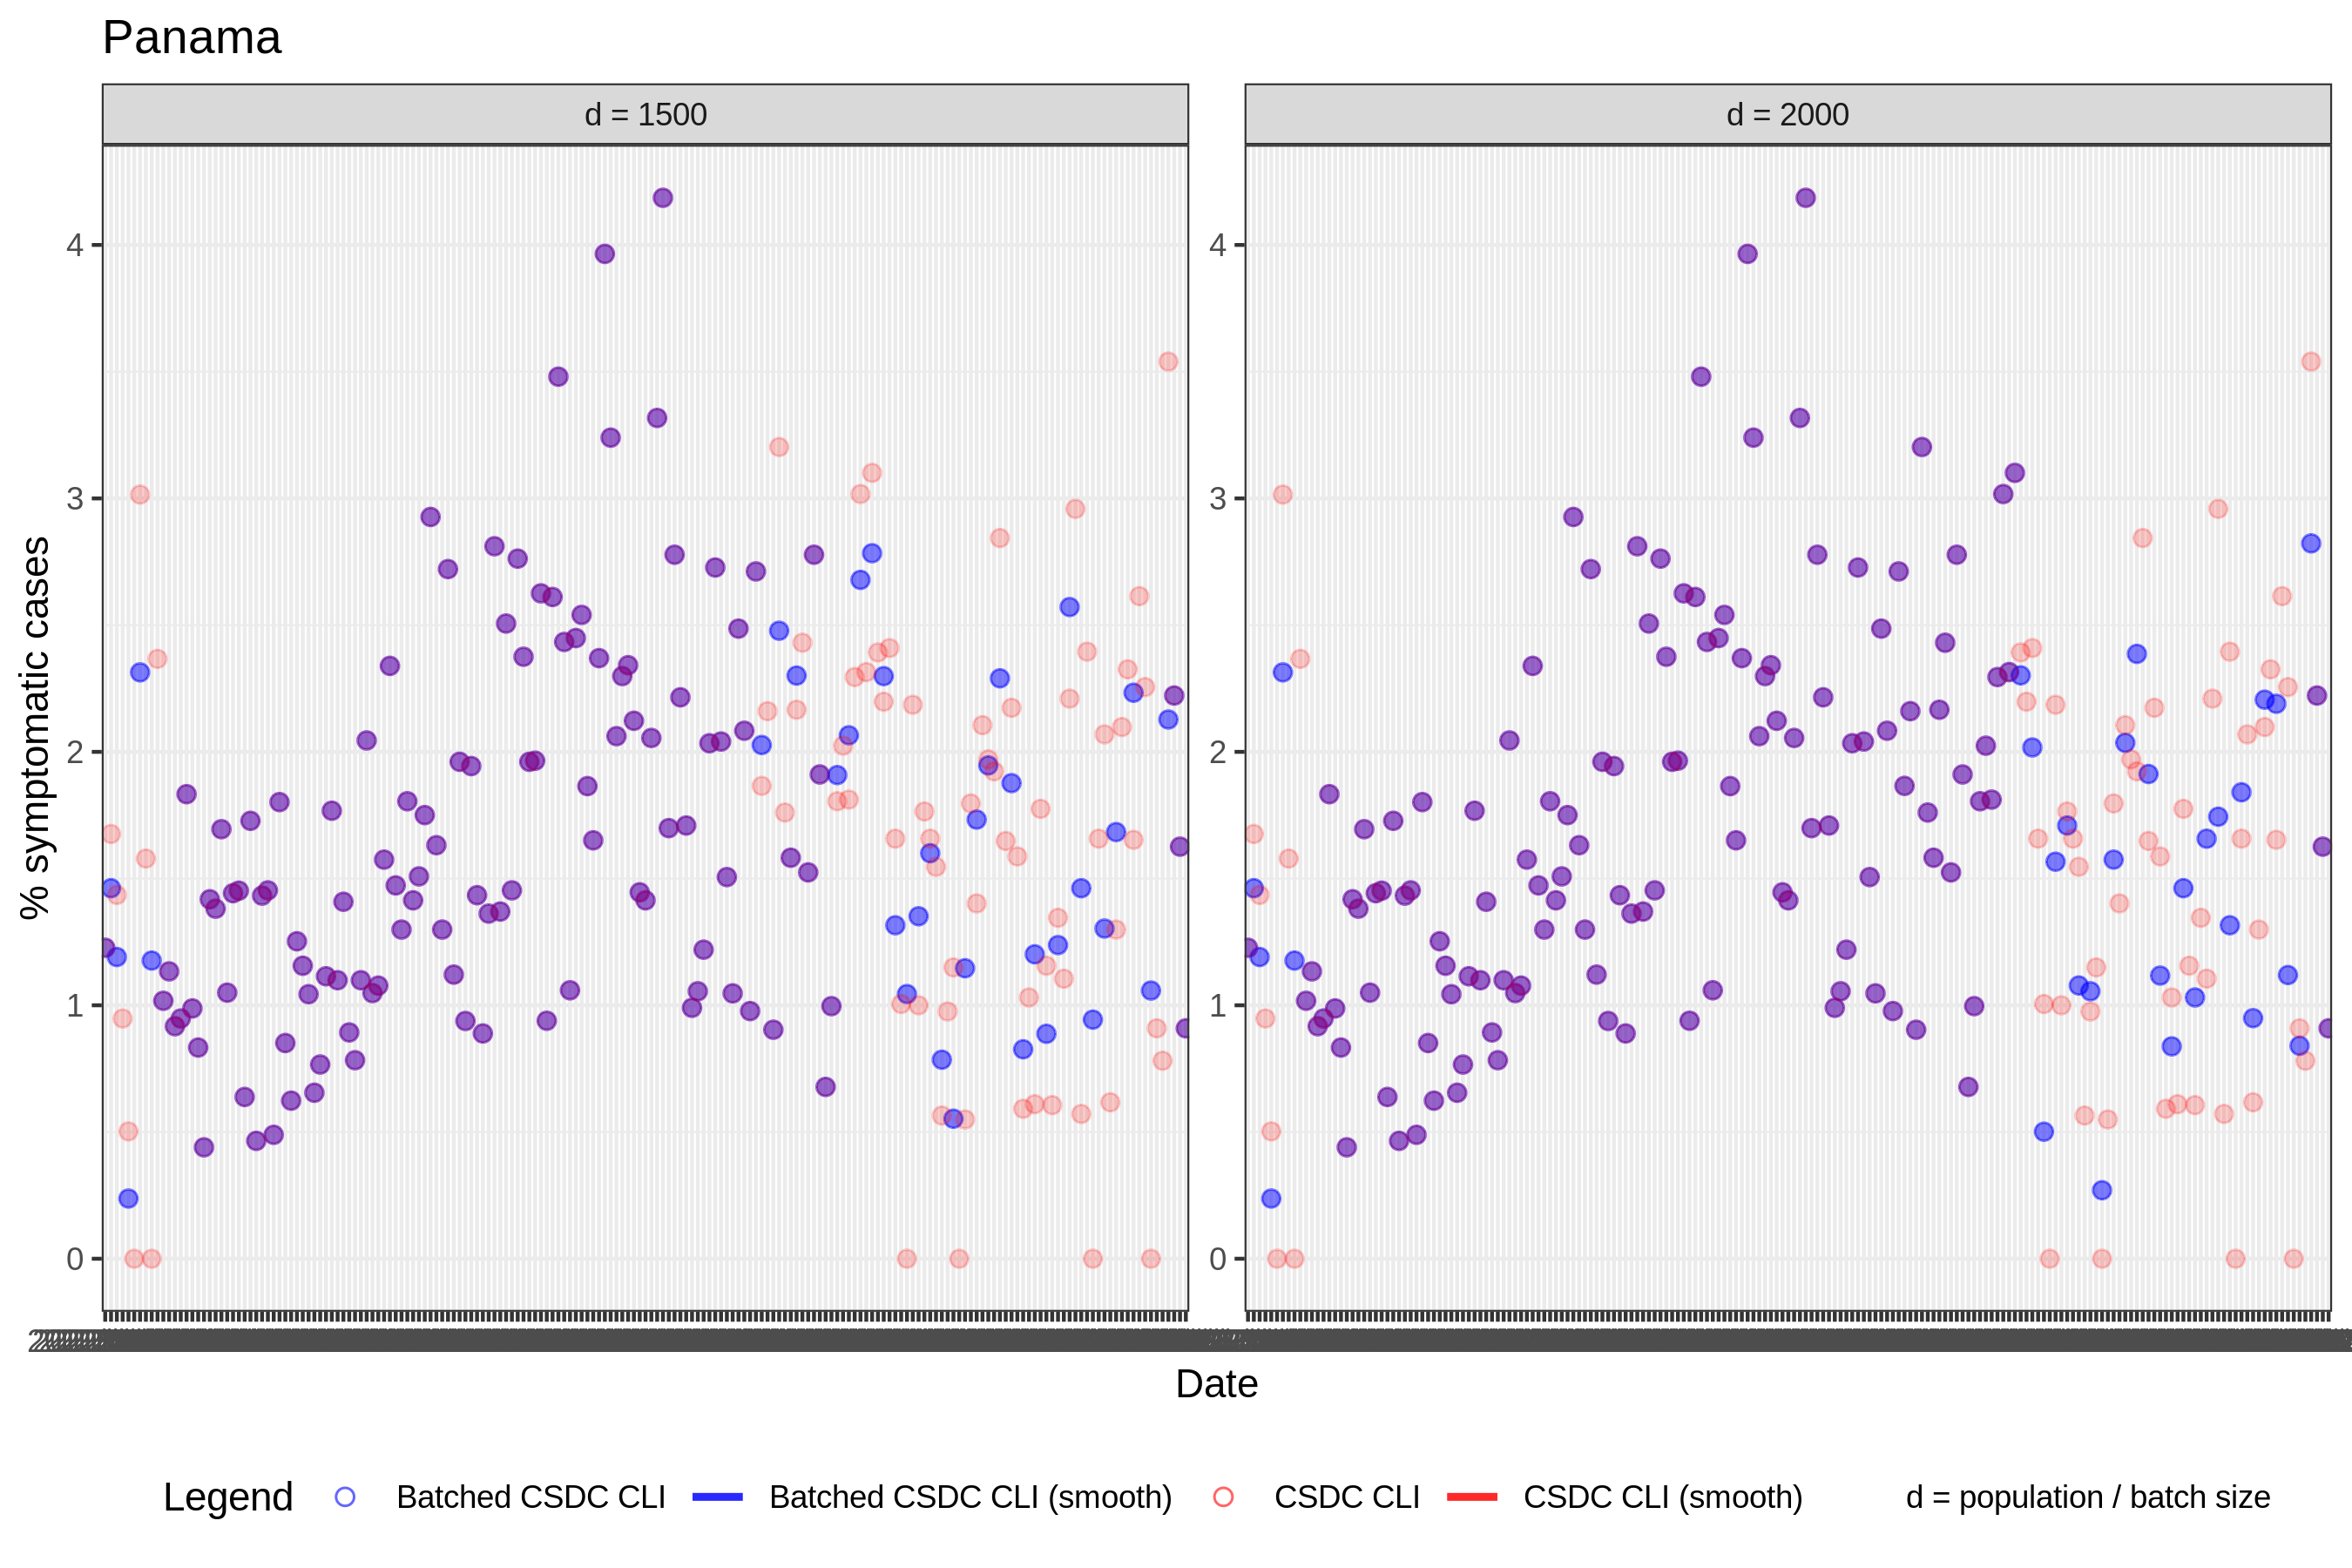 Panama
d = 1500
d = 2000
4
3
2
1
0
4
3
2
1
0
% symptomatic cases
Date
Legend
Batched CSDC CLI
Batched CSDC CLI (smooth)
CSDC CLI
CSDC CLI (smooth)
d = population / batch size